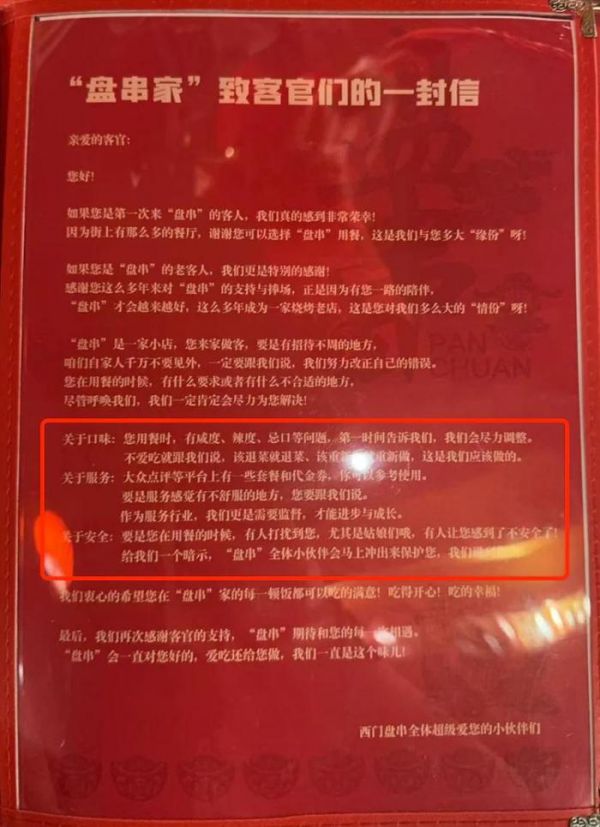 “盘串家”致客官们的一封信
亲爱的客官：
您好！
如果您是第一次来“盘串”的客人，我们真的感到非常荣幸！
因为街上有那么多的餐厅，谢谢您可以选择“盘串”用餐，这是我们与您多大“缘份”呀！
如果您是“盘串”的老客人，我们更是特别的感谢！
感谢您这么多年来对“盘串”的支持与捧场，正是因为有您一路的陪伴，
“盘串”才会越来越好，这么多年成为一家烧烤老店，这是您对我们多么大的“情份”呀！
PAN
CHUAN
“盘串”是一家小店，您来家做客，要是有招待不周的地方，
咱们自家人千万不要见外，一定要跟我们说，我们努力改正自己的错误。
您在用餐的时候，有什么要求或者有什么不合适的地方，
尽管呼唤我们，我们一定肯定会尽力为您解决！
关于口味：您用餐时，有咸度、辣度、忌口等问题，第一时间告诉我们，我们会尽力调整。
不爱吃就跟我们说，该退菜就退菜、该重新做就重新做，这是我们应该做的。
关于服务：大众点评等平台上有一些套餐和代金券，你可以参考使用。
要是服务感觉有不舒服的地方，您要跟我们说。
作为服务行业，我们更是需要监督，才能进步与成长。
关于安全：要是您在用餐的时候，有人打扰到您，尤其是姑娘们哦，有人让您感到了不安全了！
给我们一个暗示，“盘串”全体小伙伴会马上冲出来保护您，我们
我们衷心的希望您在“盘串”家的每一顿饭都可以吃的满意！吃得开心！吃的幸福！
最后，我们再次感谢客官的支持，“盘串”期待和您的每一次相遇。
“盘串”会一直对您好的，爱吃还给您做，我们一直是这个味儿！
西门盘串全体超级爱您的小伙伴们